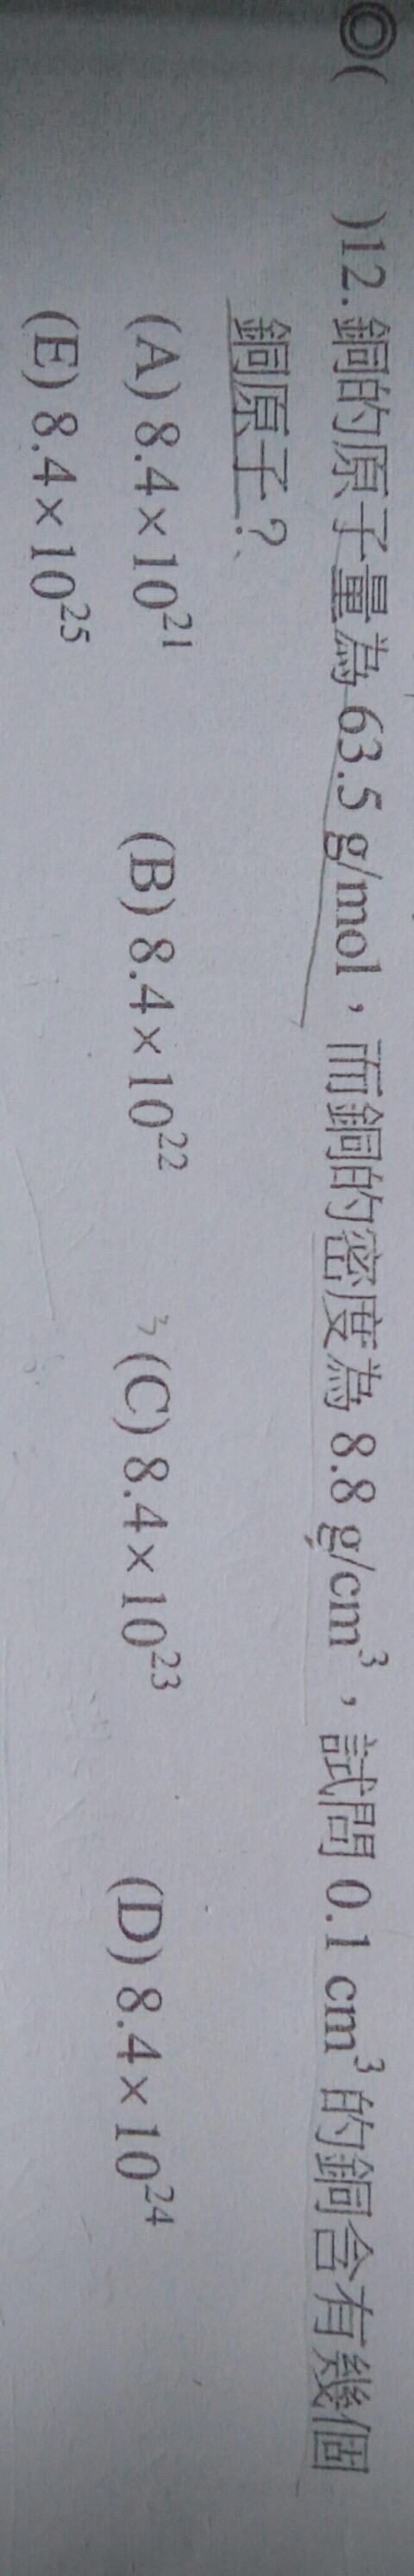 ◎(　　)12.銅的原子量為 63.5 g/mol，而銅的密度為 8.8 g/cm³，試問 0.1 cm³ 的銅含有幾個
銅原子？
(A) 8.4×10²¹　(B) 8.4×10²²　(C) 8.4×10²³　(D) 8.4×10²⁴
(E) 8.4×10²⁵